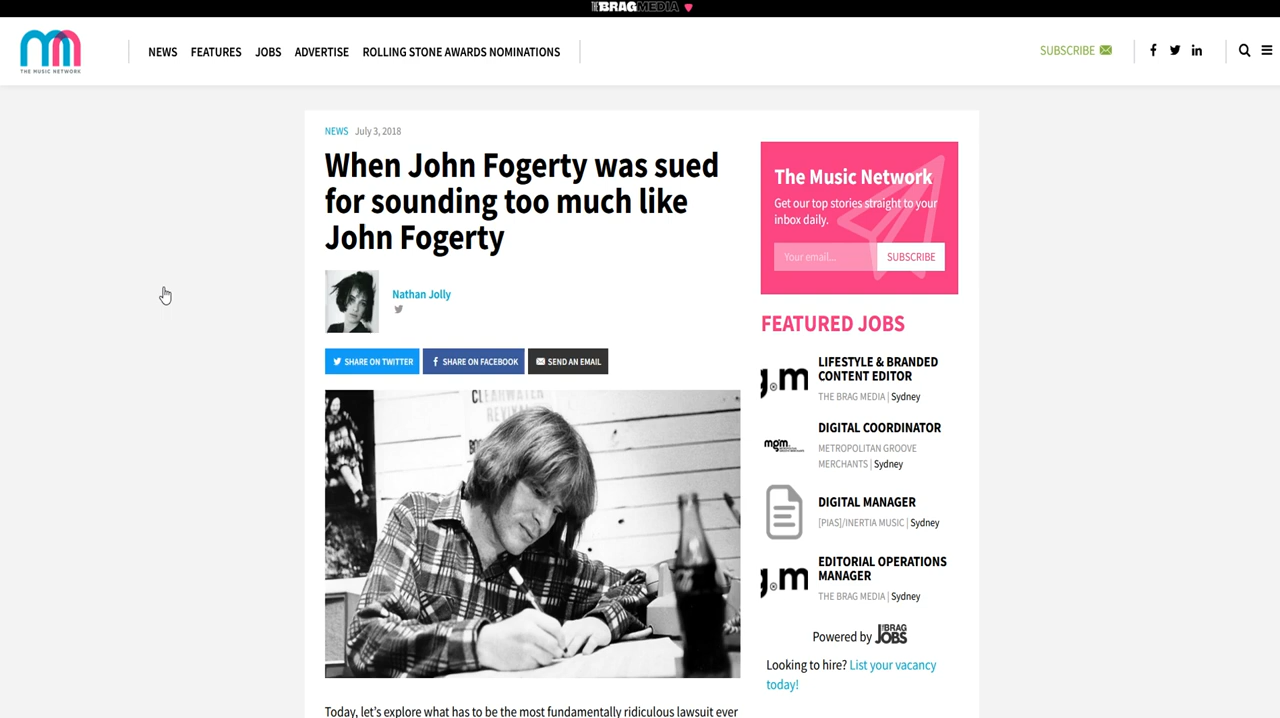 THE BRAG MEDIA
THE MUSIC NETWORK
NEWS FEATURES JOBS ADVERTISE ROLLING STONE AWARDS NOMINATIONS
SUBSCRIBE
NEWS July 3, 2018
When John Fogerty was sued
for sounding too much like
John Fogerty
Nathan Jolly
SHARE ON TWITTER SHARE ON FACEBOOK SEND AN EMAIL
CLEARWATER
REVIVAL
Today, let's explore what has to be the most fundamentally ridiculous lawsuit ever
The Music Network
Get our top stories straight to your
inbox daily.
Your email... SUBSCRIBE
FEATURED JOBS
g.m
LIFESTYLE & BRANDED
CONTENT EDITOR
THE BRAG MEDIA | Sydney
mgm
DIGITAL COORDINATOR
METROPOLITAN GROOVE
MERCHANTS | Sydney
DIGITAL MANAGER
[PIAS]/INERTIA MUSIC | Sydney
g.m
EDITORIAL OPERATIONS
MANAGER
THE BRAG MEDIA | Sydney
Powered by THE BRAG JOBS
Looking to hire? List your vacancy
today!